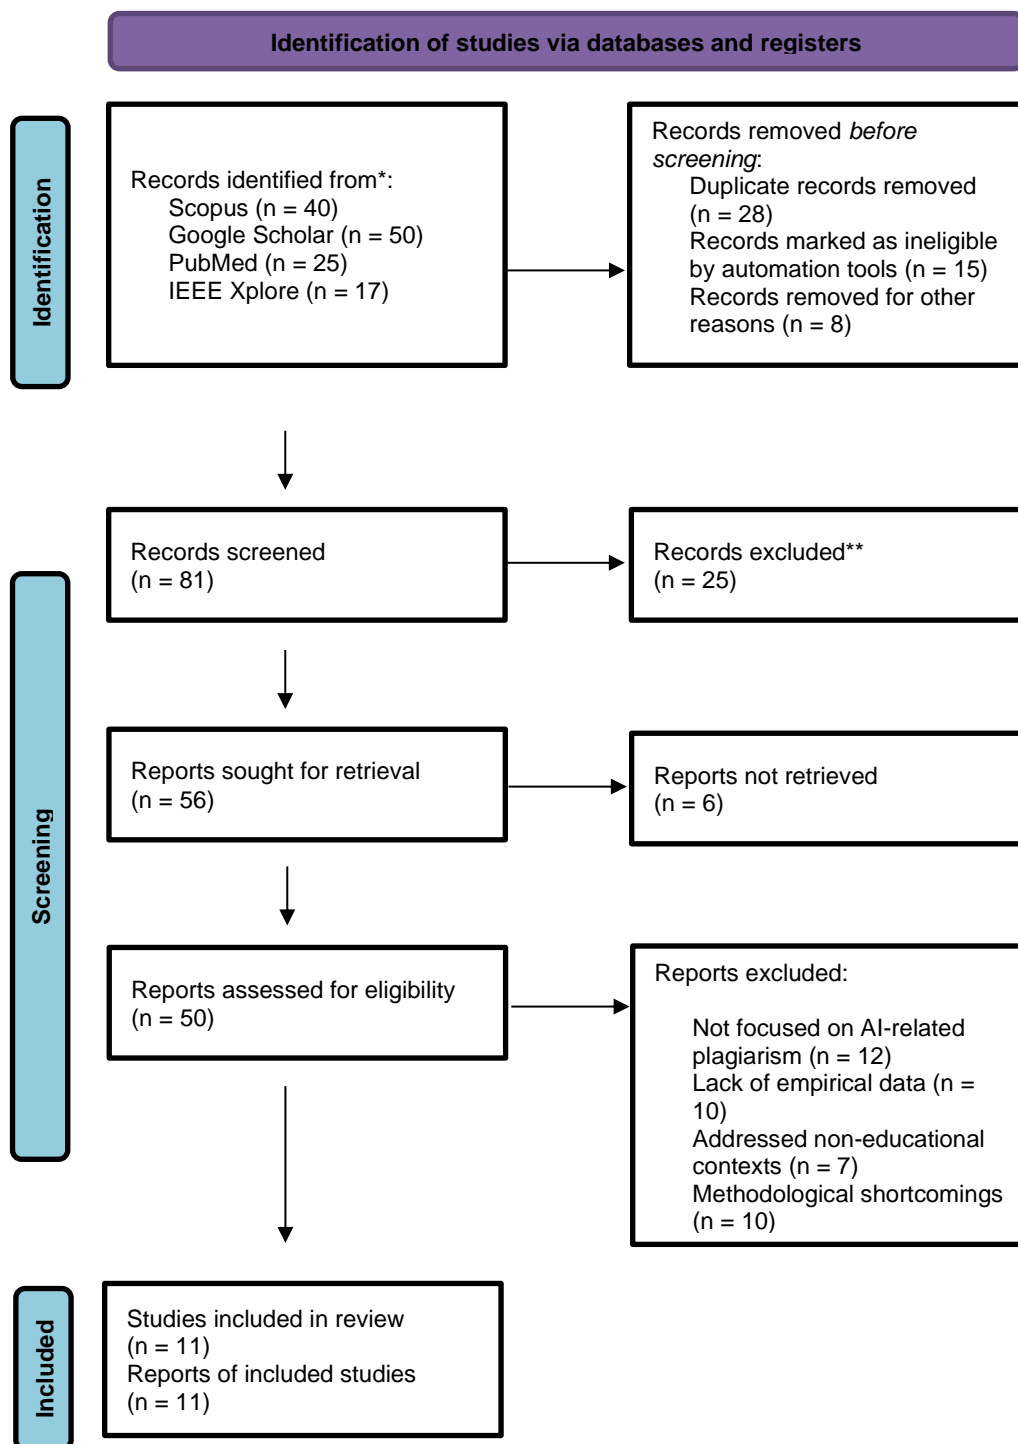 Identification of studies via databases and registers
Identification
Records identified from*:
Scopus (n = 40)
Google Scholar (n = 50)
PubMed (n = 25)
IEEE Xplore (n = 17)
Records removed before
screening:
Duplicate records removed
(n = 28)
Records marked as ineligible
by automation tools (n = 15)
Records removed for other
reasons (n = 8)
Screening
Records screened
(n = 81)
Records excluded**
(n = 25)
Reports sought for retrieval
(n = 56)
Reports not retrieved
(n = 6)
Reports assessed for eligibility
(n = 50)
Reports excluded:
Not focused on AI-related
plagiarism (n = 12)
Lack of empirical data (n =
10)
Addressed non-educational
contexts (n = 7)
Methodological shortcomings
(n = 10)
Included
Studies included in review
(n = 11)
Reports of included studies
(n = 11)